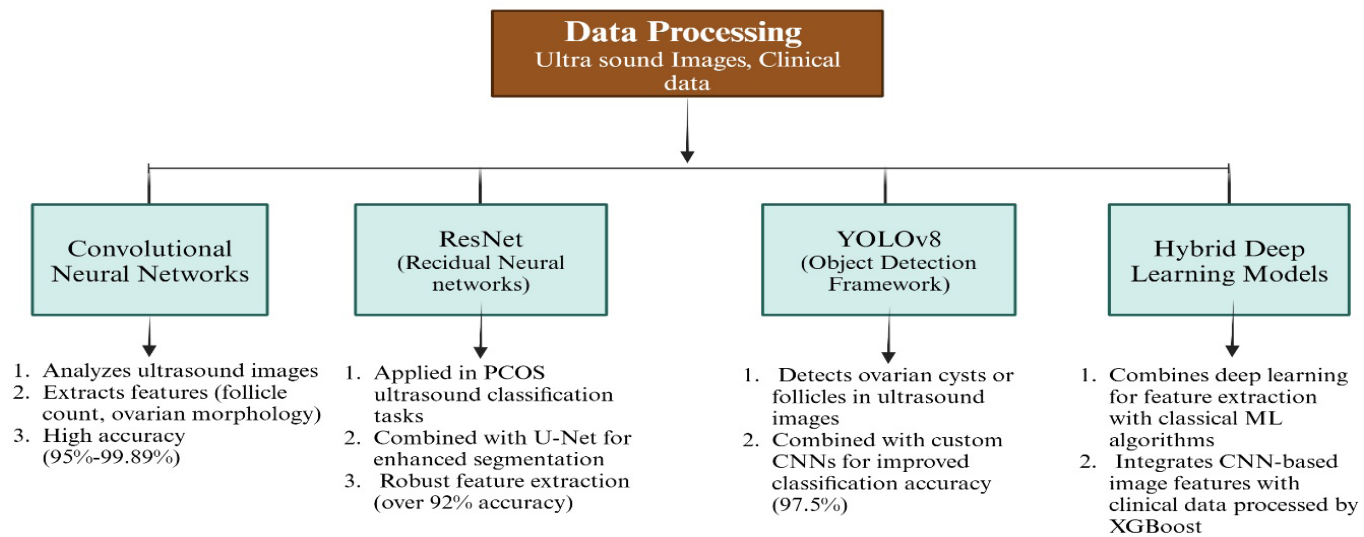 Data Processing
Ultra sound Images, Clinical
data
Convolutional
Neural Networks
ResNet
(Recidual Neural
networks)
YOLOv8
(Object Detection
Framework)
Hybrid Deep
Learning Models
1. Analyzes ultrasound images
2. Extracts features (follicle
count, ovarian morphology)
3. High accuracy
(95%-99.89%)
1. Applied in PCOS
ultrasound classification
tasks
2. Combined with U-Net for
enhanced segmentation
3. Robust feature extraction
(over 92% accuracy)
1. Detects ovarian cysts or
follicles in ultrasound
images
2. Combined with custom
CNNs for improved
classification accuracy
(97.5%)
1. Combines deep learning
for feature extraction
with classical ML
algorithms
2. Integrates CNN-based
image features with
clinical data processed by
XGBoost